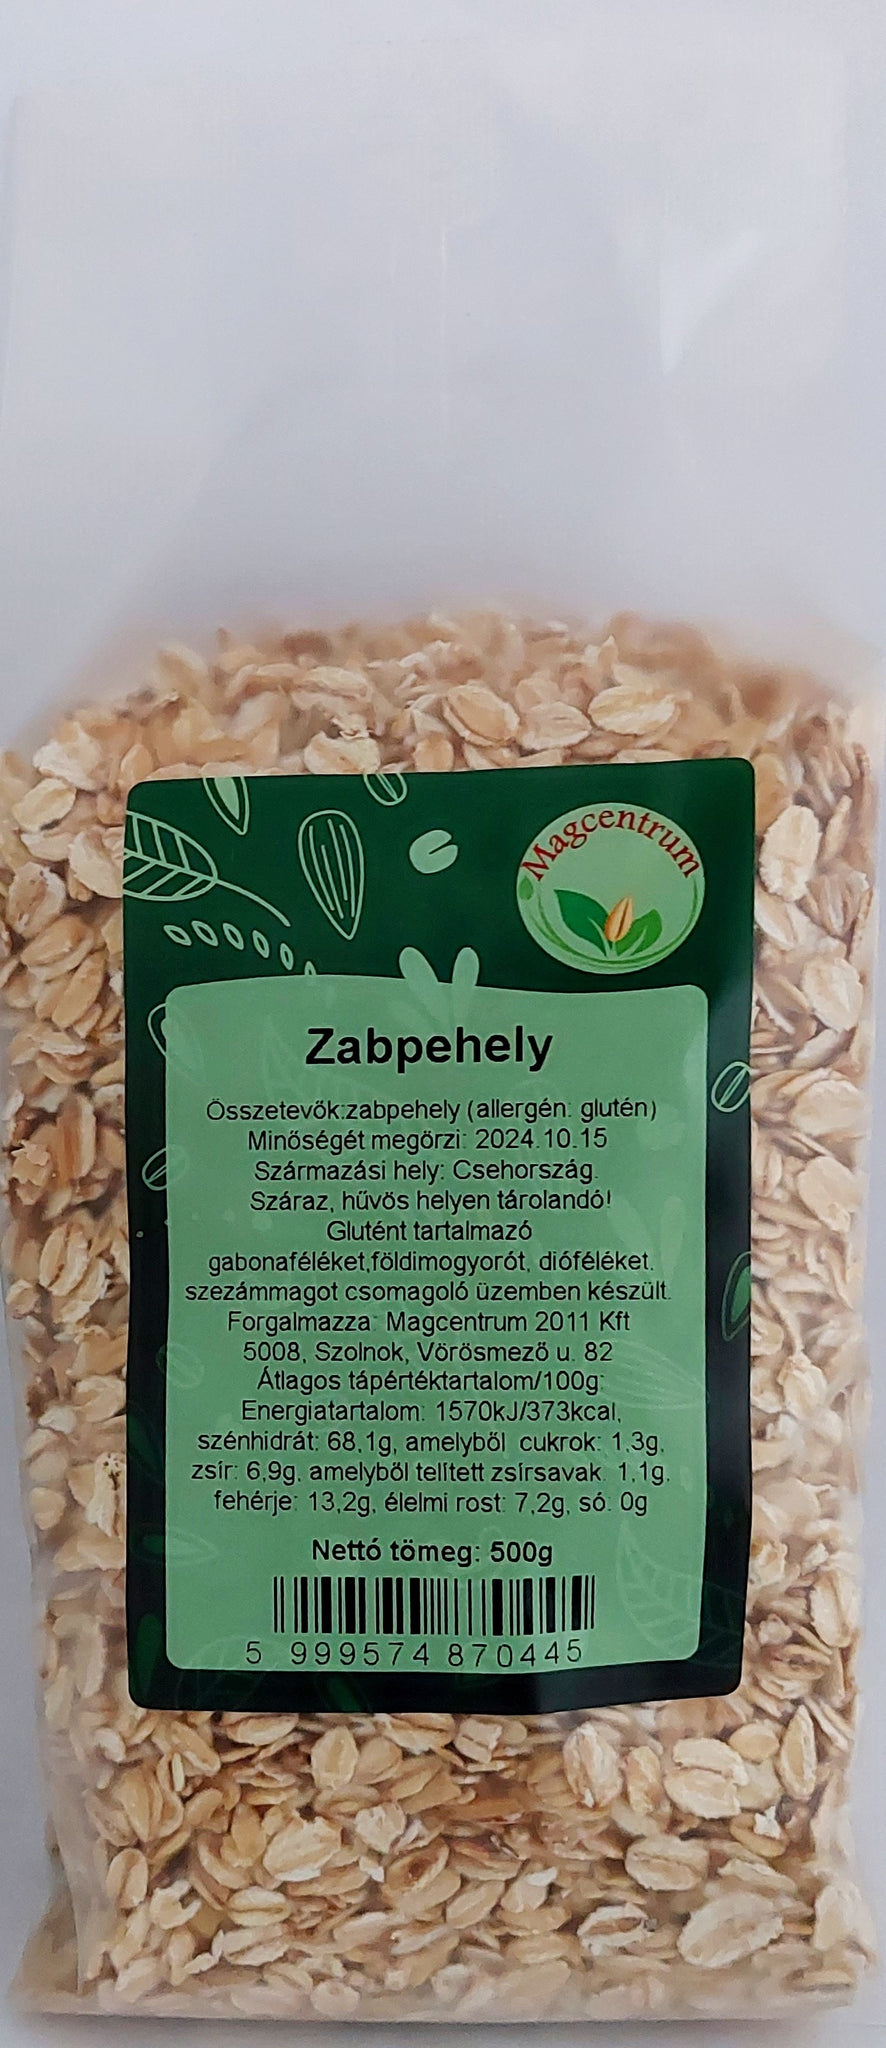 Magcentrum
Zabpehely
Összetevők:zabpehely (allergén: glutén)
Minőségét megőrzi: 2024.10.15
Származási hely: Csehország.
Száraz, hűvös helyen tárolandó!
Glutént tartalmazó
gabonaféléket,földimogyorót, dióféléket.
szezámmagot csomagoló üzemben készült.
Forgalmazza: Magcentrum 2011 Kft
5008, Szolnok, Vörösmező u. 82
Átlagos tápértéktartalom/100g:
Energiatartalom: 1570kJ/373kcal,
szénhidrát: 68,1g, amelyből cukrok: 1,3g,
zsír: 6,9g, amelyből telített zsírsavak: 1,1g,
fehérje: 13,2g, élelmi rost: 7,2g, só: 0g
Nettó tömeg: 500g
5 999574 870445